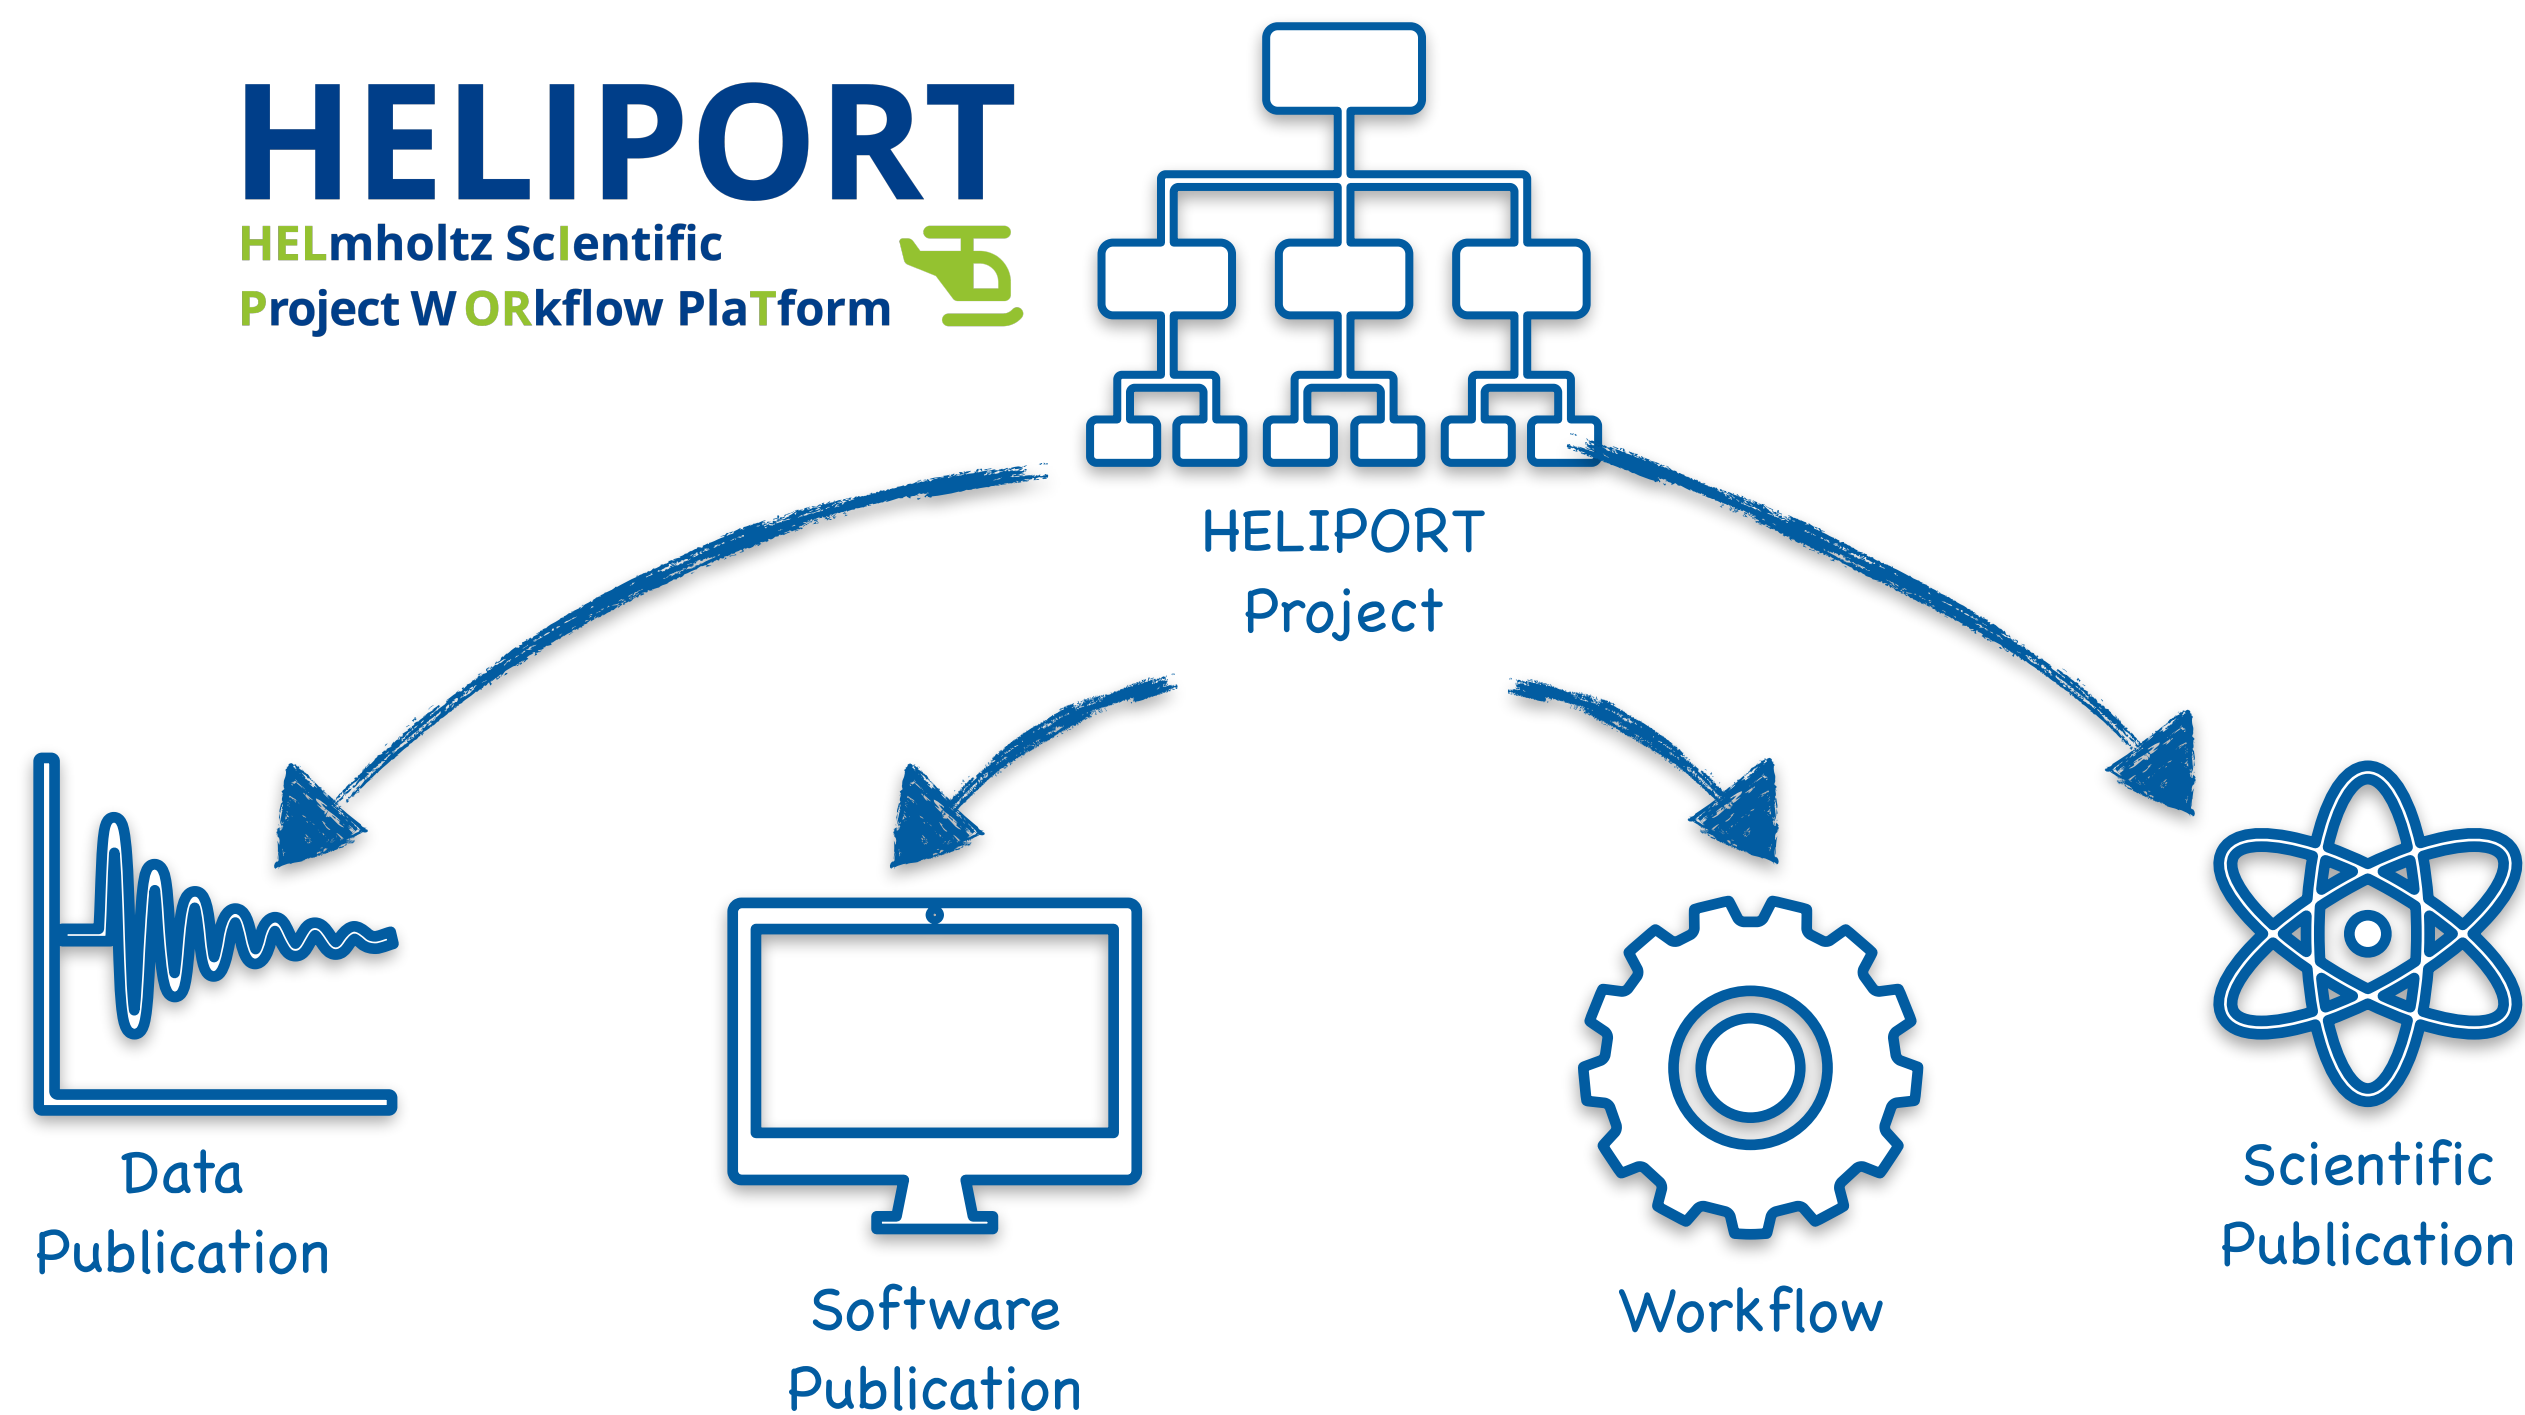 HELIPORT
HELmholtz ScIentific
Project WORkflow PlaTform
HELIPORT
Project
Data
Publication
Software
Publication
Workflow
Scientific
Publication